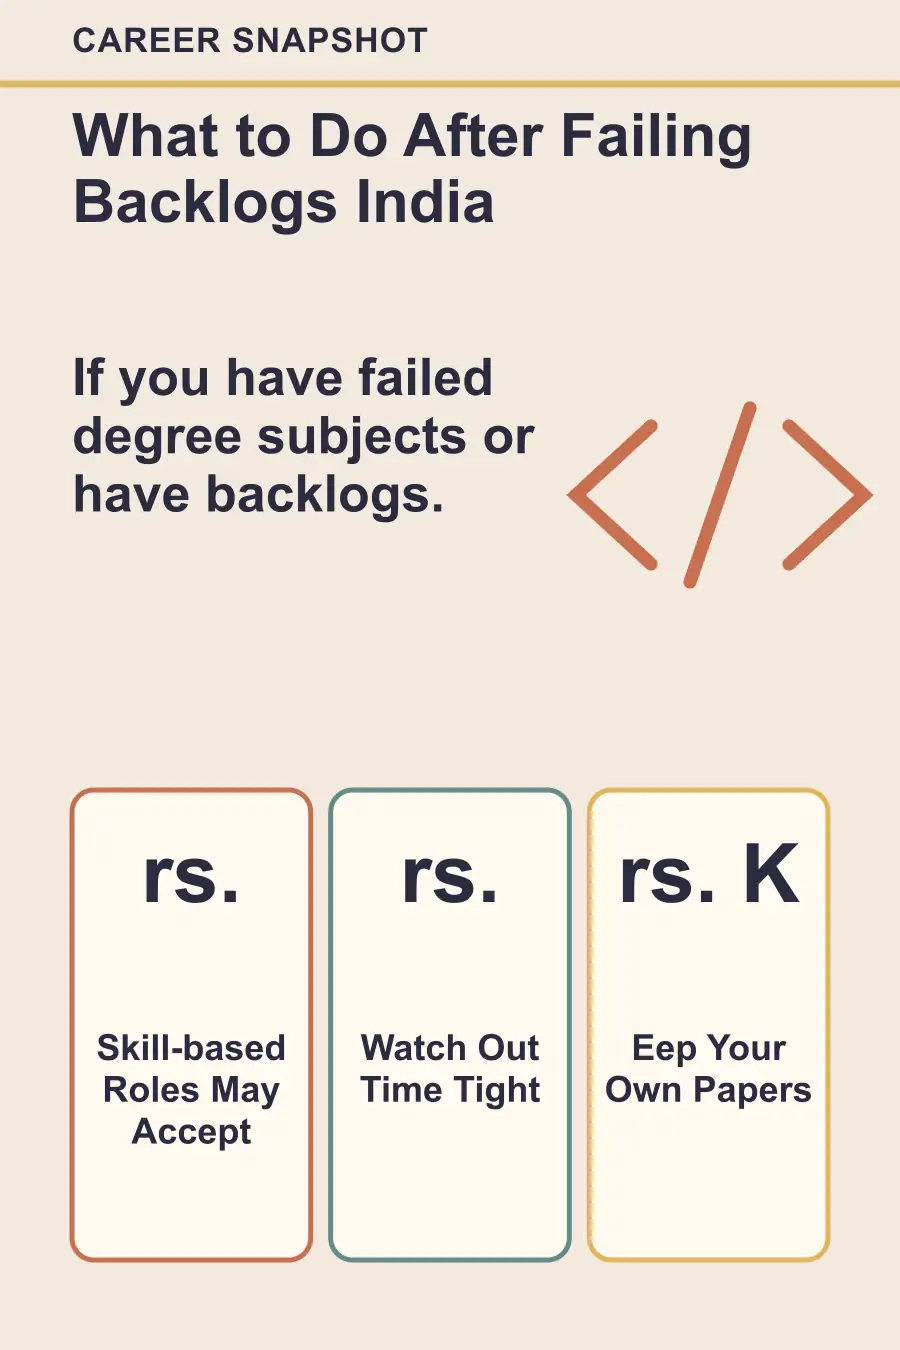 CAREER SNAPSHOT
What to Do After Failing
Backlogs India
If you have failed
degree subjects or
have backlogs.
</>
rs.
Skill-based
Roles May
Accept
rs.
Watch Out
Time Tight
rs. K
Eep Your
Own Papers